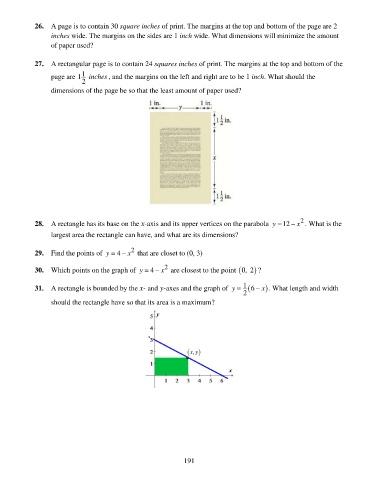 26. A page is to contain 30 square inches of print. The margins at the top and bottom of the page are 2
inches wide. The margins on the sides are 1 inch wide. What dimensions will minimize the amount
of paper used?
27. A rectangular page is to contain 24 squares inches of print. The margins at the top and bottom of the
page are 1 1/2 inches, and the margins on the left and right are to be 1 inch. What should the
dimensions of the page be so that the least amount of paper used?
1 in. y 1 in.
1 1/2 in.
x
1 1/2 in.
28. A rectangle has its base on the x-axis and its upper vertices on the parabola y = 12 − x². What is the
largest area the rectangle can have, and what are its dimensions?
29. Find the points of y = 4 − x² that are closet to (0, 3)
30. Which points on the graph of y = 4 − x² are closest to the point (0, 2)?
31. A rectangle is bounded by the x- and y-axes and the graph of y = 1/2 (6 − x). What length and width
should the rectangle have so that its area is a maximum?
5 y
4
3
2 (x, y)
1 x
1 2 3 4 5 6
191